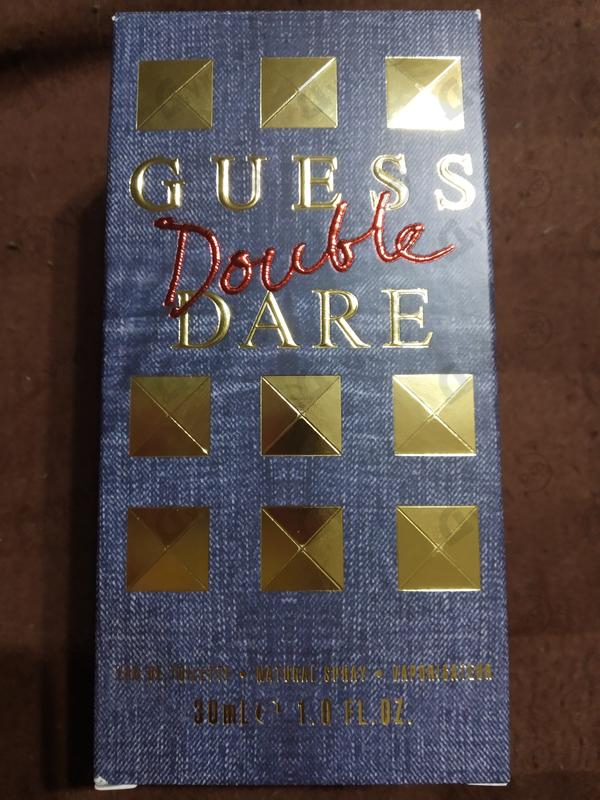 GUESS
Double
DARE
EAU DE TOILETTE • NATURAL SPRAY • VAPORISATEUR
30mL ℮ 1.0 FL.OZ.